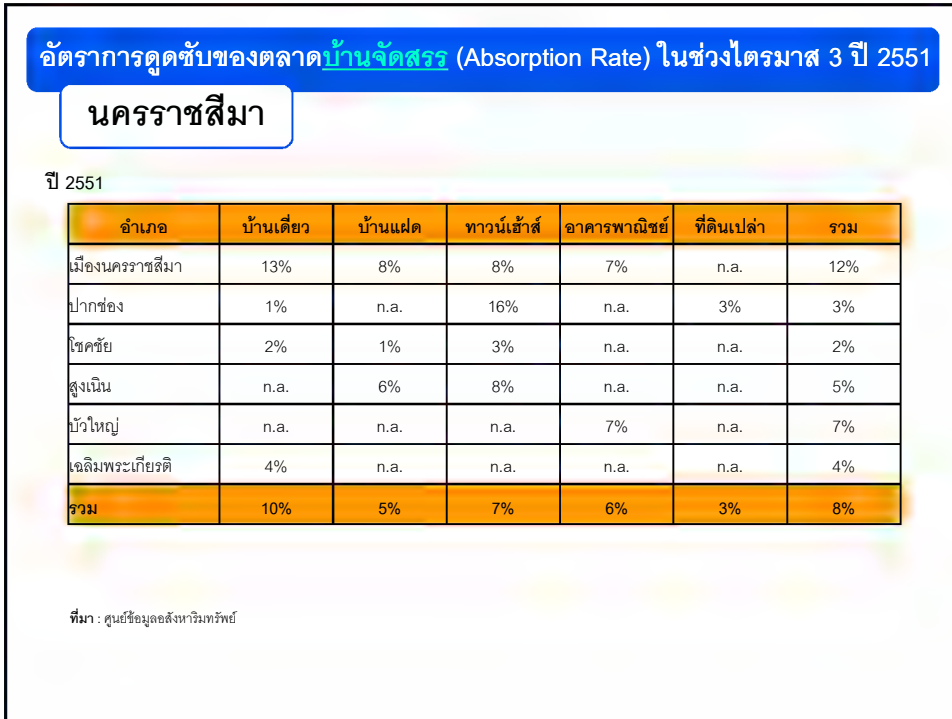 อัตราการดูดซับของตลาดบ้านจัดสรร (Absorption Rate) ในช่วงไตรมาส 3 ปี 2551
นครราชสีมา
ปี 2551
อำเภอ บ้านเดี่ยว บ้านแฝด ทาวน์เฮ้าส์ อาคารพาณิชย์ ที่ดินเปล่า รวม
เมืองนครราชสีมา 13% 8% 8% 7% n.a. 12%
ปากช่อง 1% n.a. 16% n.a. 3% 3%
โชคชัย 2% 1% 3% n.a. n.a. 2%
สูงเนิน n.a. 6% 8% n.a. n.a. 5%
บัวใหญ่ n.a. n.a. n.a. 7% n.a. 7%
เฉลิมพระเกียรติ 4% n.a. n.a. n.a. n.a. 4%
รวม 10% 5% 7% 6% 3% 8%
ที่มา : ศูนย์ข้อมูลอสังหาริมทรัพย์